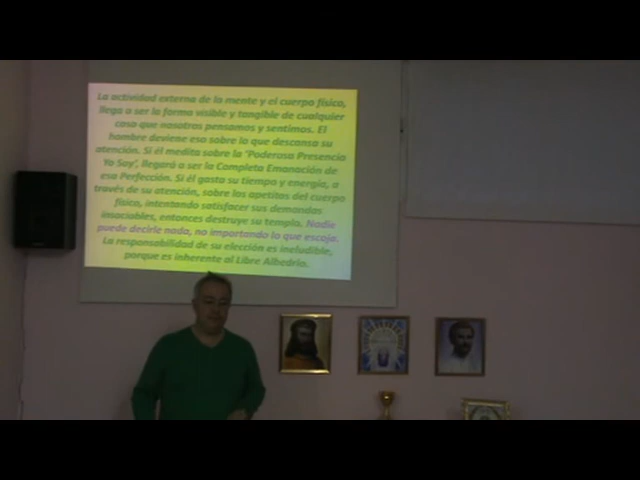 La actividad externa de la mente y el cuerpo físico,
llega a ser la forma visible y tangible de cualquier
cosa que nosotros pensamos y sentimos. El
hombre deviene eso sobre lo que descansa su
atención. Si él medita sobre la "Poderosa Presencia
Yo Soy", llegará a ser la Completa Emanación de
esa Perfección. Si él gasta su tiempo y energía, a
través de su atención, sobre los apetitos del cuerpo
físico, intentando satisfacer sus demandas
insaciables, entonces destruye su templo. Nadie
puede decirle nada, no importando lo que escoja.
La responsabilidad de su elección es ineludible,
porque es inherente al Libre Albedrío.